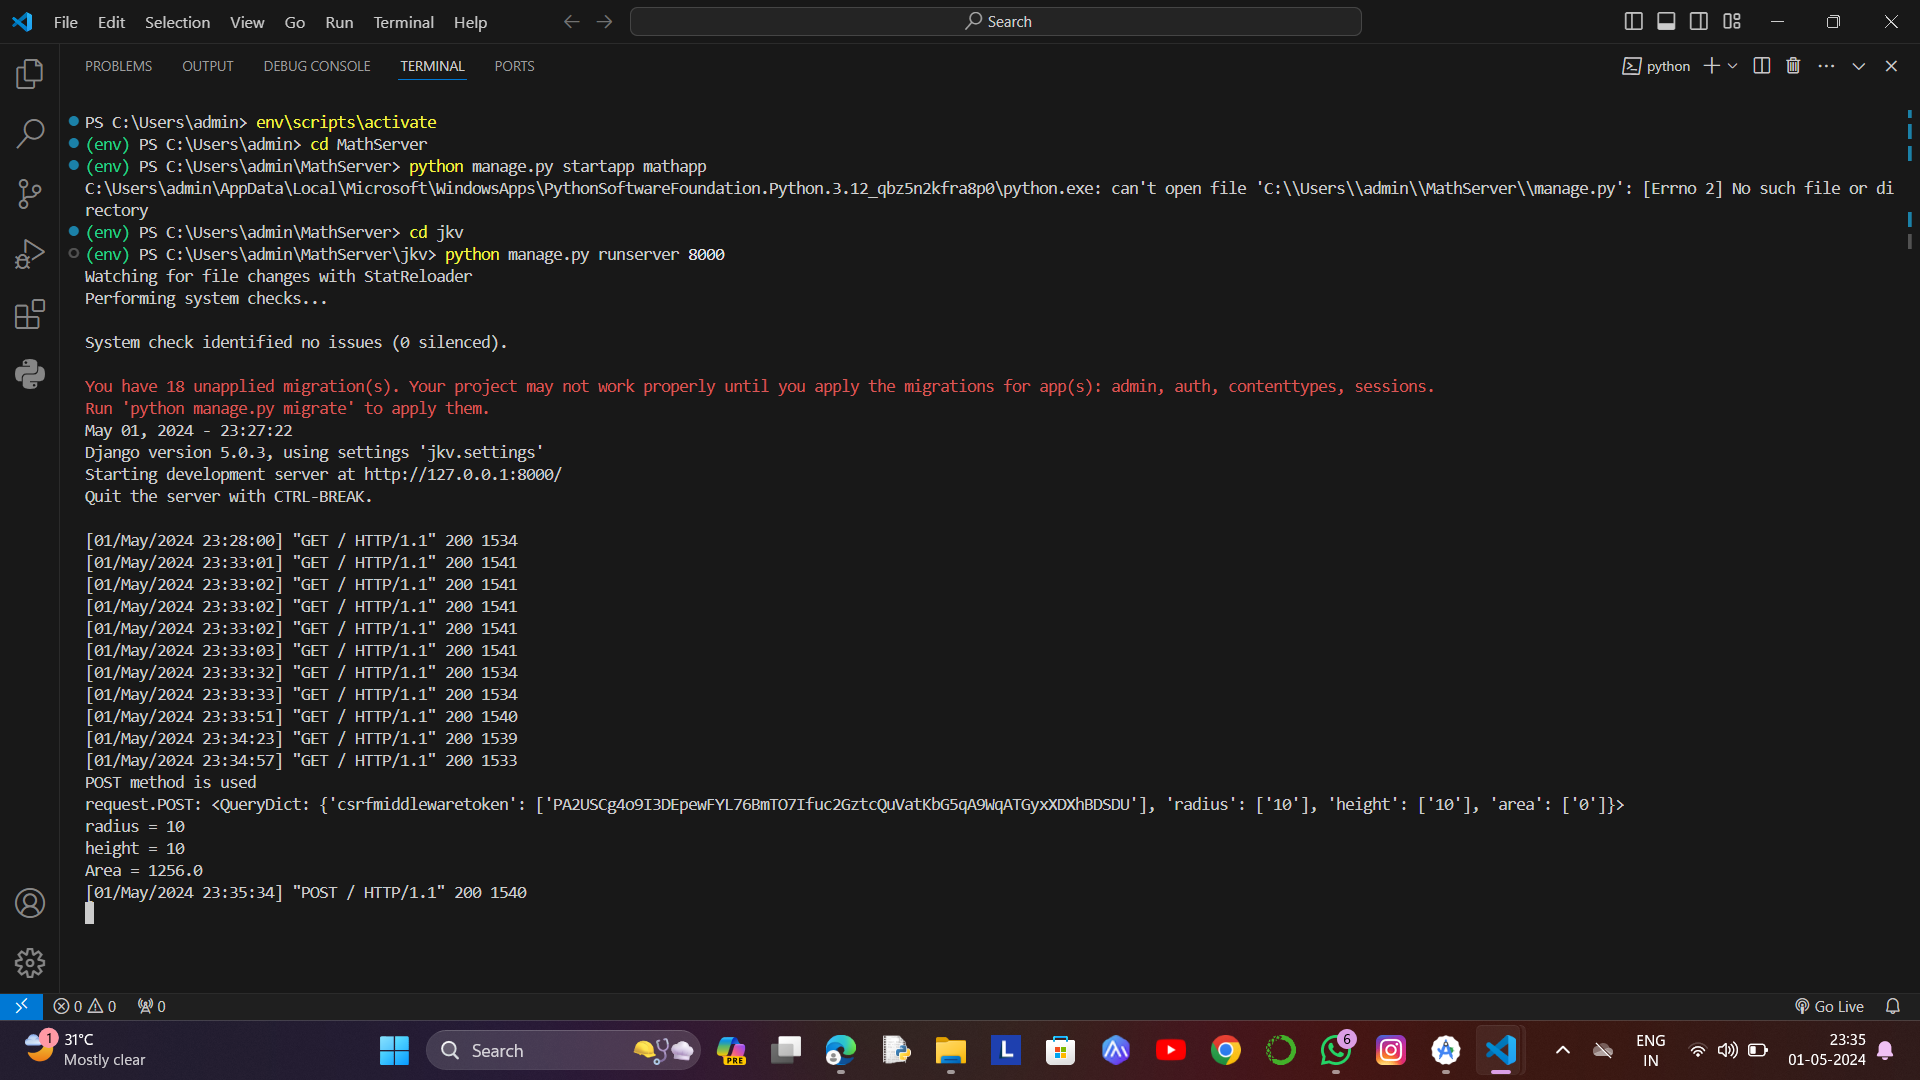 File Edit Selection View Go Run Terminal Help
Search
PROBLEMS OUTPUT DEBUG CONSOLE TERMINAL PORTS
python
PS C:\Users\admin> env\scripts\activate
(env) PS C:\Users\admin> cd MathServer
(env) PS C:\Users\admin\MathServer> python manage.py startapp mathapp
C:\Users\admin\AppData\Local\Microsoft\WindowsApps\PythonSoftwareFoundation.Python.3.12_qbz5n2kfra8p0\python.exe: can't open file 'C:\\Users\\admin\\MathServer\\manage.py': [Errno 2] No such file or di
rectory
(env) PS C:\Users\admin\MathServer> cd jkv
(env) PS C:\Users\admin\MathServer\jkv> python manage.py runserver 8000
Watching for file changes with StatReloader
Performing system checks...
System check identified no issues (0 silenced).
You have 18 unapplied migration(s). Your project may not work properly until you apply the migrations for app(s): admin, auth, contenttypes, sessions.
Run 'python manage.py migrate' to apply them.
May 01, 2024 - 23:27:22
Django version 5.0.3, using settings 'jkv.settings'
Starting development server at http://127.0.0.1:8000/
Quit the server with CTRL-BREAK.
[01/May/2024 23:28:00] "GET / HTTP/1.1" 200 1534
[01/May/2024 23:33:01] "GET / HTTP/1.1" 200 1541
[01/May/2024 23:33:02] "GET / HTTP/1.1" 200 1541
[01/May/2024 23:33:02] "GET / HTTP/1.1" 200 1541
[01/May/2024 23:33:02] "GET / HTTP/1.1" 200 1541
[01/May/2024 23:33:03] "GET / HTTP/1.1" 200 1541
[01/May/2024 23:33:32] "GET / HTTP/1.1" 200 1534
[01/May/2024 23:33:33] "GET / HTTP/1.1" 200 1534
[01/May/2024 23:33:51] "GET / HTTP/1.1" 200 1540
[01/May/2024 23:34:23] "GET / HTTP/1.1" 200 1539
[01/May/2024 23:34:57] "GET / HTTP/1.1" 200 1533
POST method is used
request.POST: <QueryDict: {'csrfmiddlewaretoken': ['PA2USCg4o9I3DEpewFYL76BmTO7Ifuc2GztcQuVatKbG5qA9WqATGyxXDXhBDSDU'], 'radius': ['10'], 'height': ['10'], 'area': ['0']}>
radius = 10
height = 10
Area = 1256.0
[01/May/2024 23:35:34] "POST / HTTP/1.1" 200 1540
0 0 0
Go Live
1
31°C
Mostly clear
Search
PRE
L
6
ENG
IN
23:35
01-05-2024